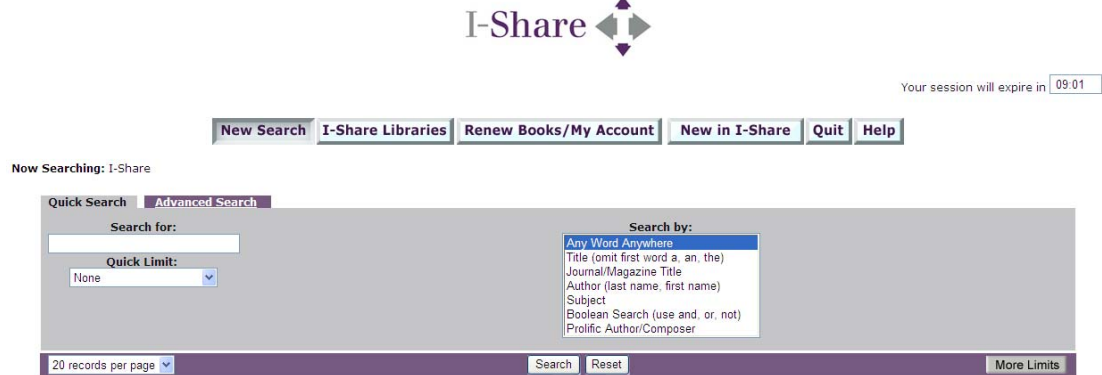 I-Share
Your session will expire in 09:01
New Search I-Share Libraries Renew Books/My Account New in I-Share Quit Help
Now Searching: I-Share
Quick Search Advanced Search
Search for:
Quick Limit:
None
Search by:
Any Word Anywhere
Title (omit first word a, an, the)
Journal/Magazine Title
Author (last name, first name)
Subject
Boolean Search (use and, or, not)
Prolific Author/Composer
20 records per page Search Reset More Limits